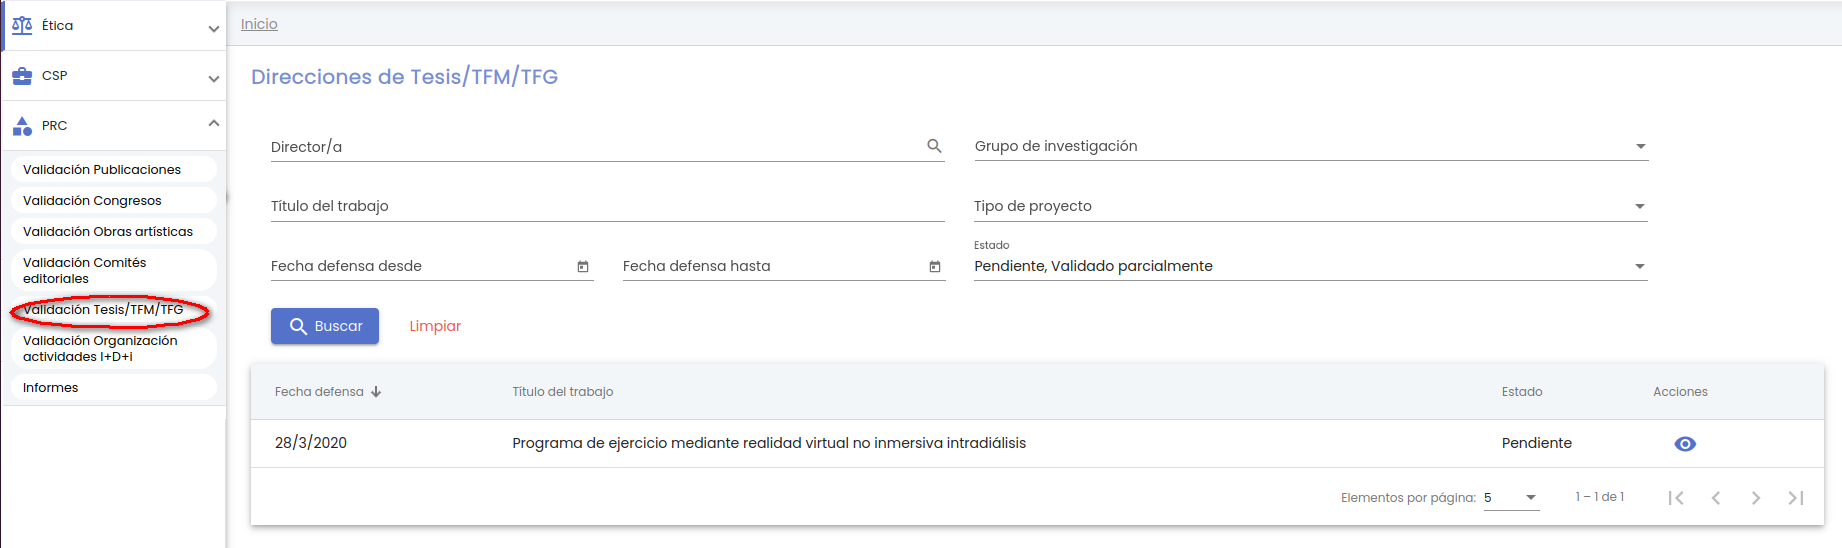 Ética
CSP
PRC
Validación Publicaciones
Validación Congresos
Validación Obras artísticas
Validación Comités
editoriales
Validación Tesis/TFM/TFG
Validación Organización
actividades I+D+i
Informes
Inicio
Direcciones de Tesis/TFM/TFG
Director/a
Grupo de investigación
Título del trabajo
Tipo de proyecto
Fecha defensa desde
Fecha defensa hasta
Estado
Pendiente, Validado parcialmente
Buscar
Limpiar
Fecha defensa Título del trabajo Estado Acciones
28/3/2020 Programa de ejercicio mediante realidad virtual no inmersiva intradiálisis Pendiente
Elementos por página: 5 1 – 1 de 1